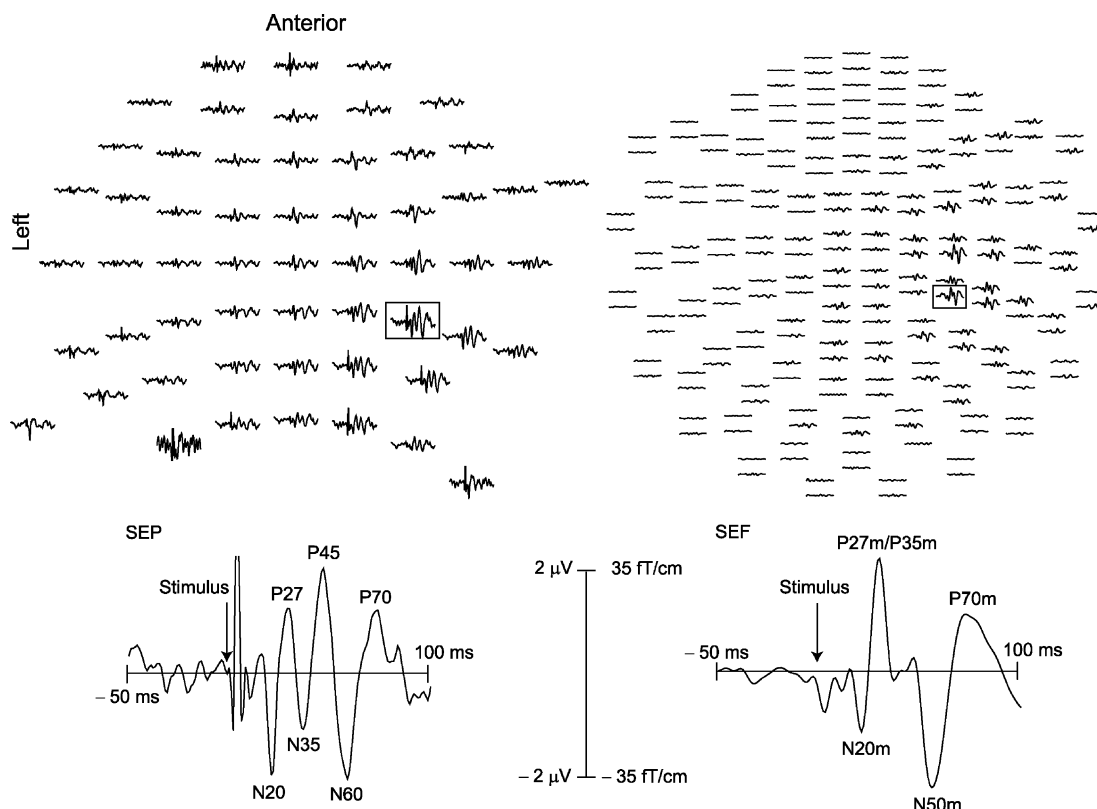 Anterior
Left
SEP
Stimulus
P27
P45
P70
100 ms
– 50 ms
N20
N35
N60
2 µV
35 fT/cm
– 2 µV
– 35 fT/cm
SEF
P27m/P35m
Stimulus
P70m
100 ms
– 50 ms
N20m
N50m